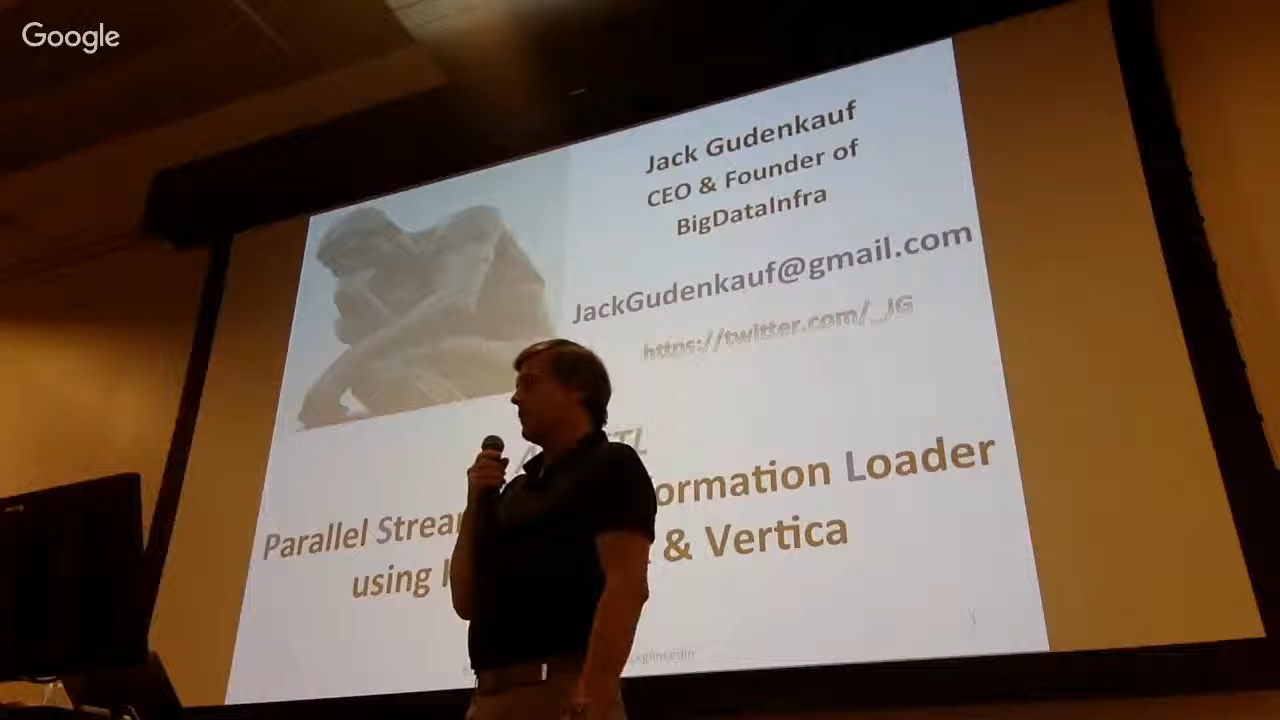 Google
Jack Gudenkauf
CEO & Founder of
BigDataInfra
JackGudenkauf@gmail.com
https://twitter.com/_JG
Parallel ormation Loader
using & Vertica